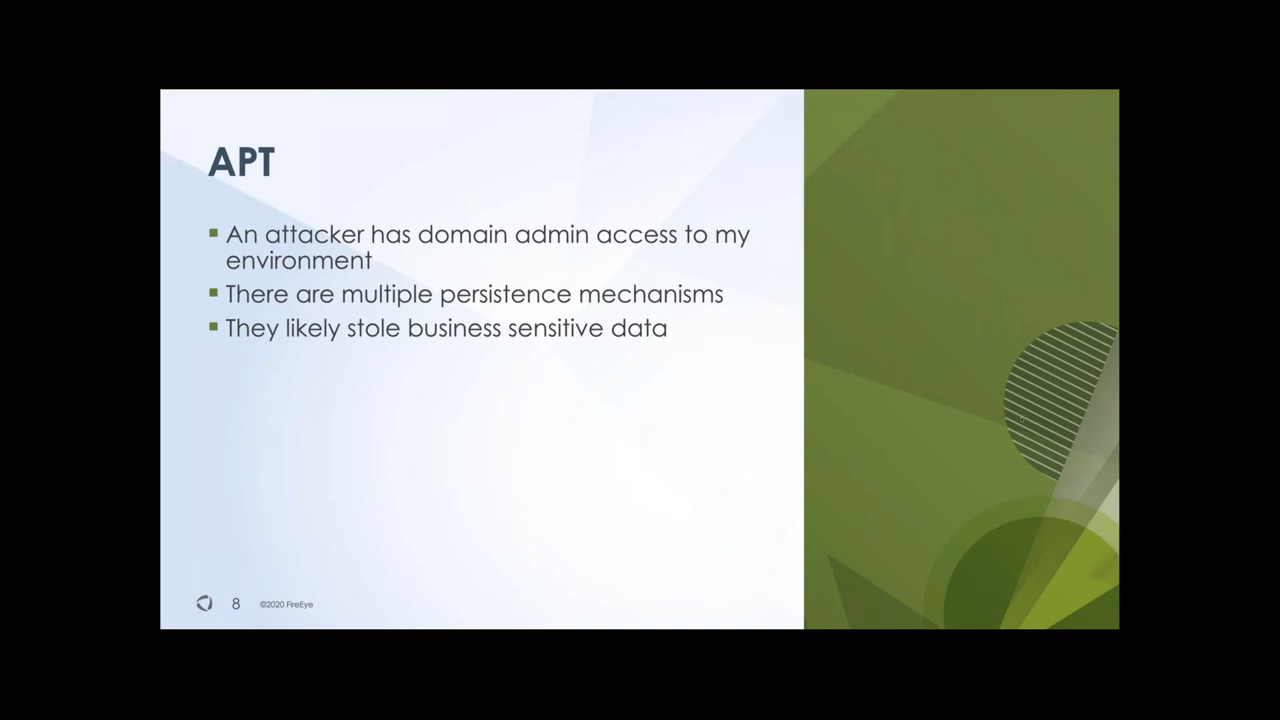 APT
▪ An attacker has domain admin access to my
environment
▪ There are multiple persistence mechanisms
▪ They likely stole business sensitive data
8 ©2020 FireEye